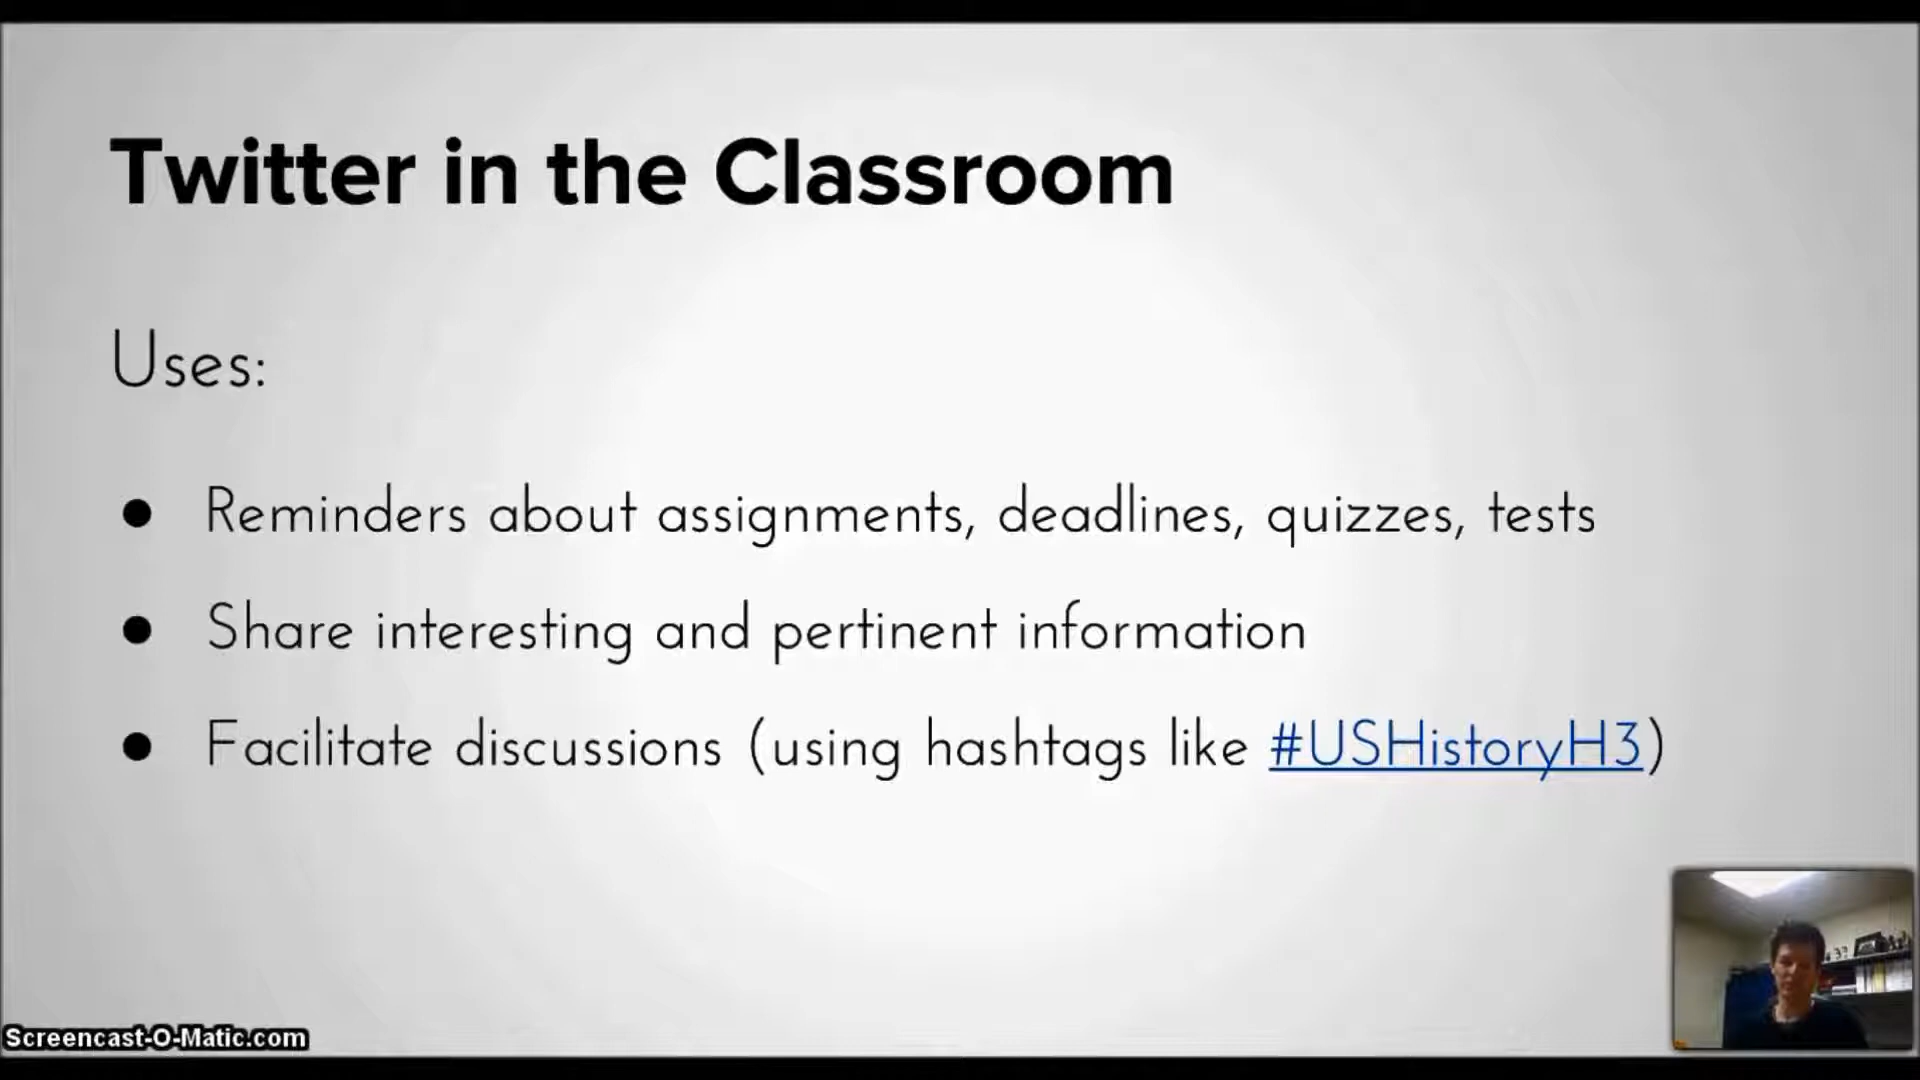 Twitter in the Classroom
Uses:
● Reminders about assignments, deadlines, quizzes, tests
● Share interesting and pertinent information
● Facilitate discussions (using hashtags like #USHistoryH3)
Screencast-O-Matic.com